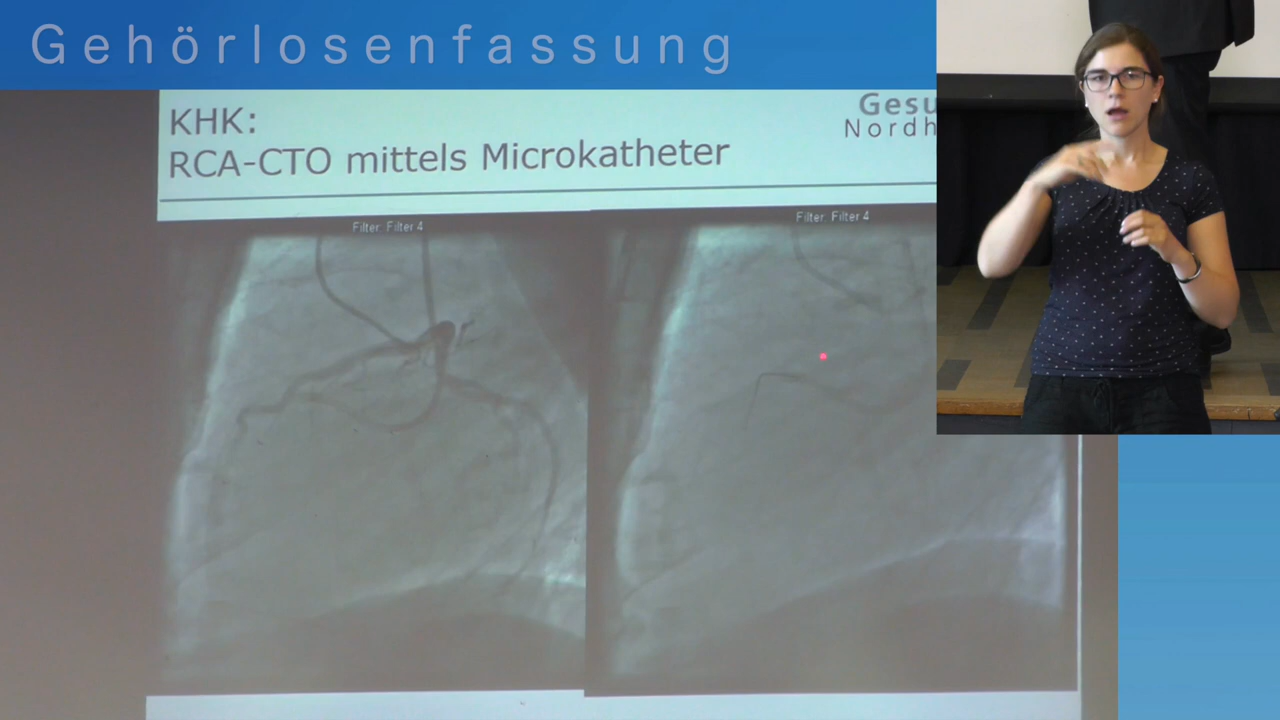 Gehörlosenfassung
KHK:
RCA-CTO mittels Microkatheter
Filter: Filter 4
Filter: Filter 4